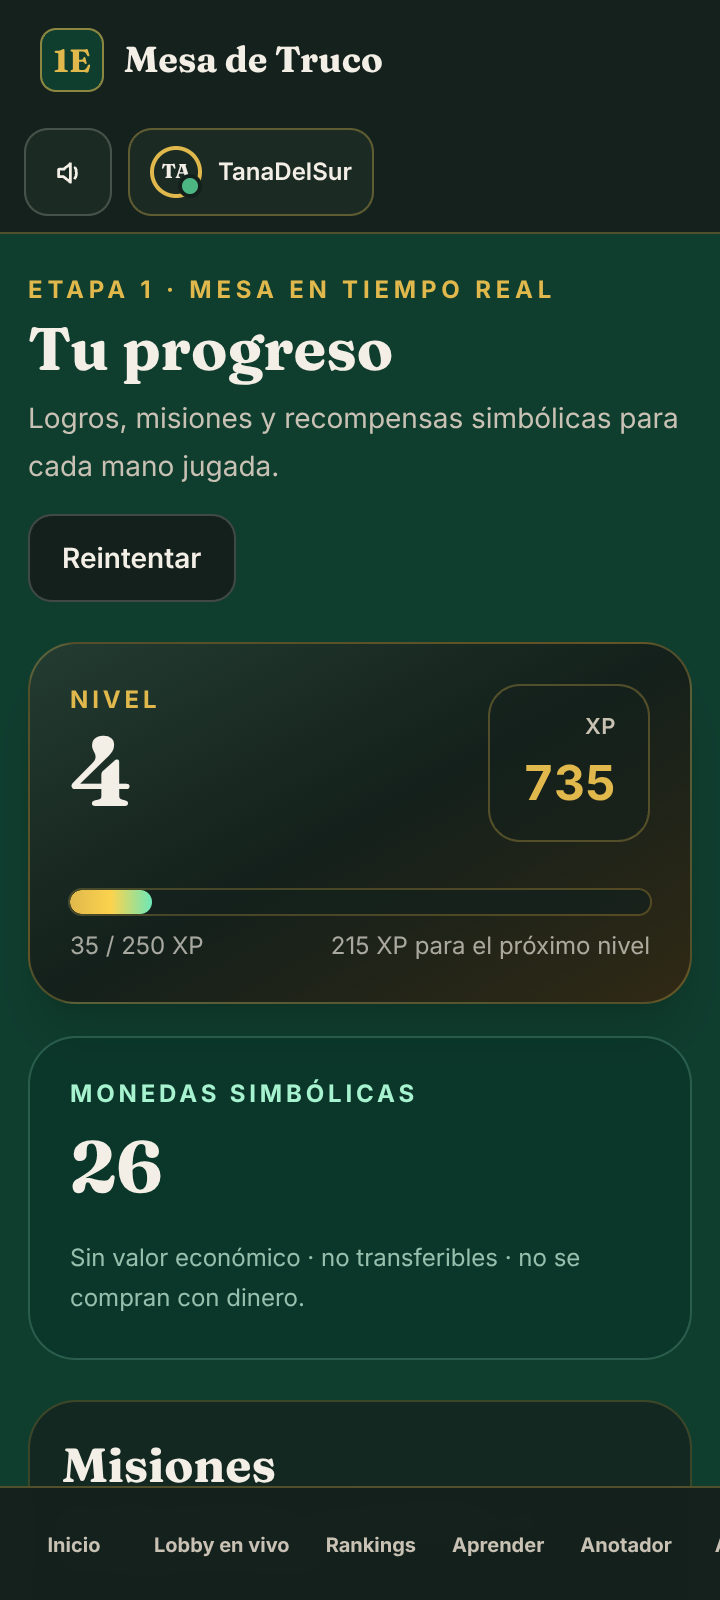 1E Mesa de Truco
TA TanaDelSur
ETAPA 1 · MESA EN TIEMPO REAL
Tu progreso
Logros, misiones y recompensas simbólicas para
cada mano jugada.
Reintentar
NIVEL
4
XP
735
35 / 250 XP
215 XP para el próximo nivel
MONEDAS SIMBÓLICAS
26
Sin valor económico · no transferibles · no se
compran con dinero.
Misiones
Inicio Lobby en vivo Rankings Aprender Anotador